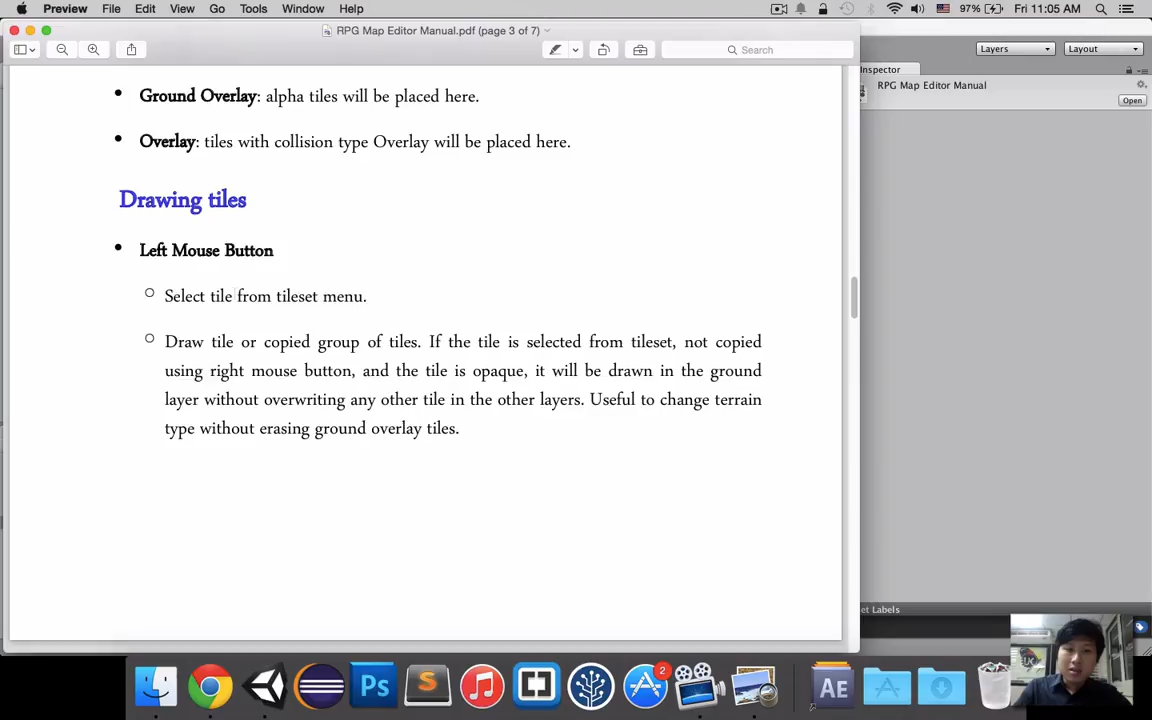 Preview File Edit View Go Tools Window Help 97% Fri 11:05 AM
RPG Map Editor Manual.pdf (page 3 of 7)
Search
Layers Layout
Inspector
RPG Map Editor Manual
Open
• Ground Overlay: alpha tiles will be placed here.
• Overlay: tiles with collision type Overlay will be placed here.
Drawing tiles
• Left Mouse Button
○ Select tile from tileset menu.
○ Draw tile or copied group of tiles. If the tile is selected from tileset, not copied
using right mouse button, and the tile is opaque, it will be drawn in the ground
layer without overwriting any other tile in the other layers. Useful to change terrain
type without erasing ground overlay tiles.
et Labels
Ps
S
2
AE